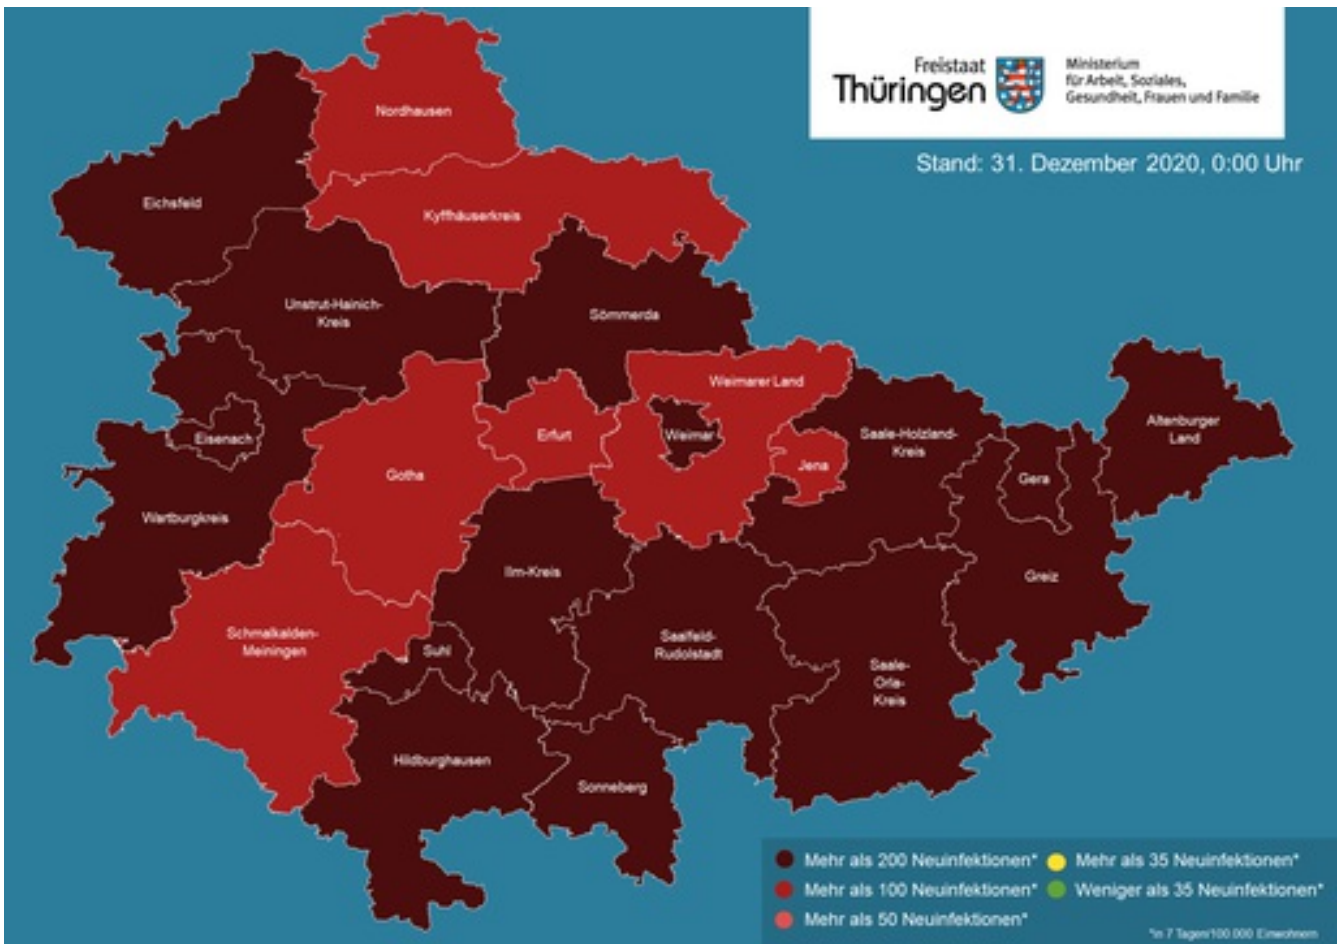 Freistaat
Thüringen
Ministerium
für Arbeit, Soziales,
Gesundheit, Frauen und Familie
Stand: 31. Dezember 2020, 0:00 Uhr
Nordhausen
Eichsfeld
Kyffhäuserkreis
Unstrut-Hainich-
Kreis
Sömmerda
Weimarer Land
Eisenach
Gotha
Erfurt
Weimar
Jena
Saale-Holzland-
Kreis
Gera
Altenburger
Land
Wartburgkreis
Ilm-Kreis
Greiz
Schmalkalden-
Meiningen
Suhl
Saalfeld-
Rudolstadt
Saale-
Orla-
Kreis
Hildburghausen
Sonneberg
Mehr als 200 Neuinfektionen*
Mehr als 100 Neuinfektionen*
Mehr als 50 Neuinfektionen*
Mehr als 35 Neuinfektionen*
Weniger als 35 Neuinfektionen*
*in 7 Tagen/100.000 Einwohnern